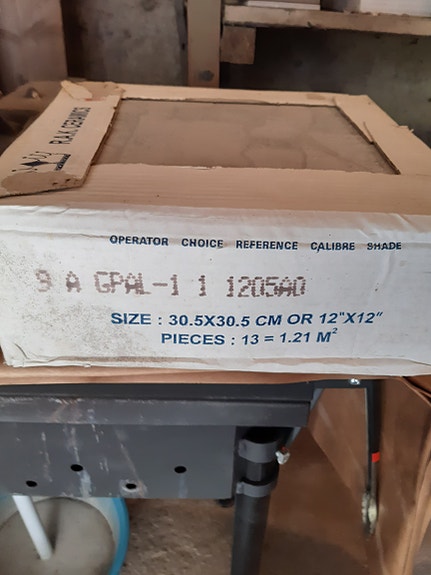 R.A.K. CERAMICS
OPERATOR CHOICE REFERENCE CALIBRE SHADE
9 A GPAL-1 1 1205A0
SIZE : 30.5X30.5 CM OR 12"X12"
PIECES : 13 = 1.21 M²